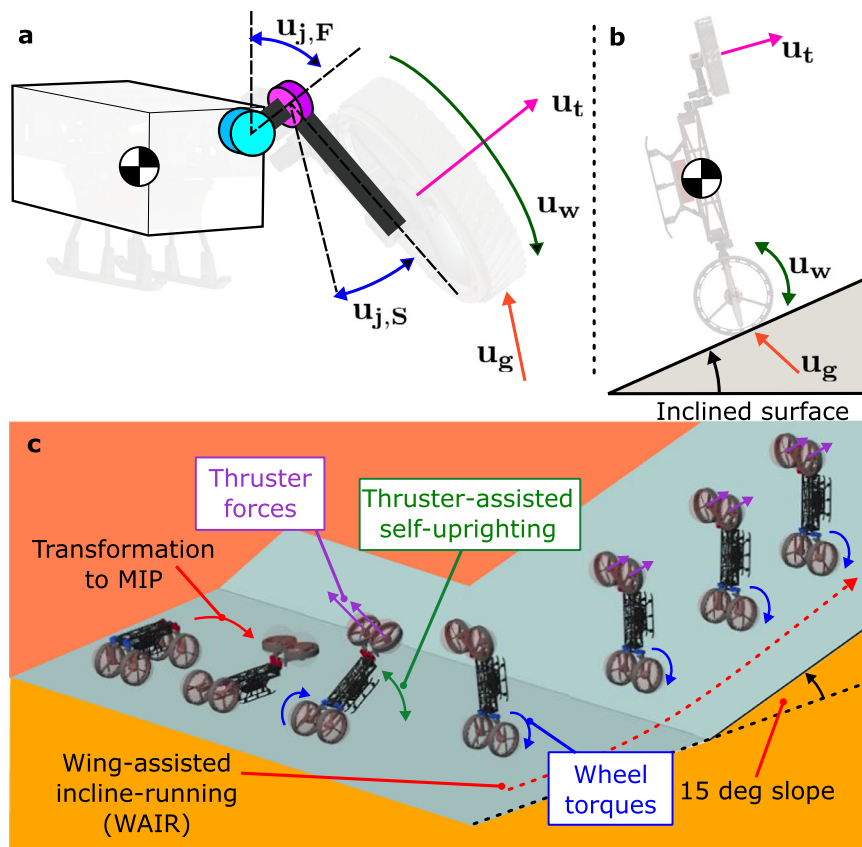 a
u_j,F
u_t
u_w
u_j,S
u_g
b
u_t
u_w
u_g
Inclined surface
c
Thruster
forces
Thruster-assisted
self-uprighting
Transformation
to MIP
Wing-assisted
incline-running
(WAIR)
Wheel
torques
15 deg slope